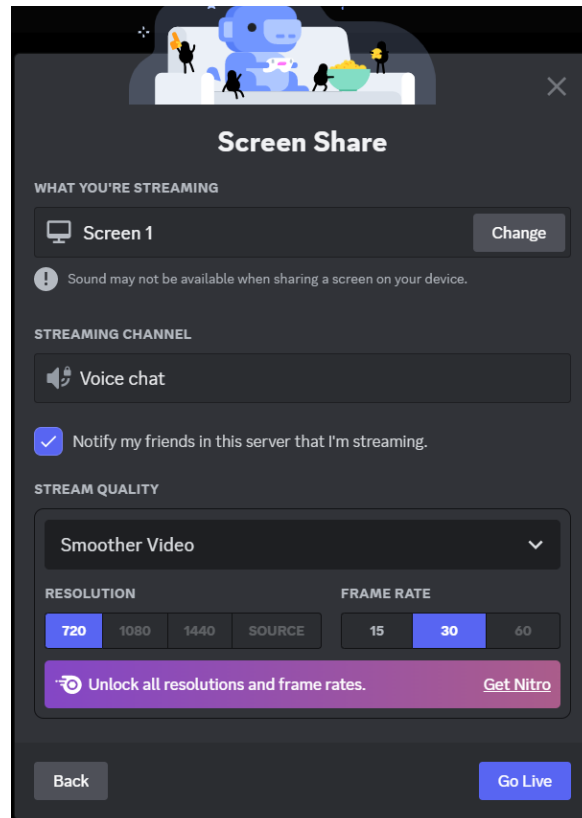 Screen Share
WHAT YOU'RE STREAMING
Screen 1
Change
Sound may not be available when sharing a screen on your device.
STREAMING CHANNEL
Voice chat
Notify my friends in this server that I'm streaming.
STREAM QUALITY
Smoother Video
RESOLUTION FRAME RATE
720 1080 1440 SOURCE 15 30 60
Unlock all resolutions and frame rates. Get Nitro
Back Go Live